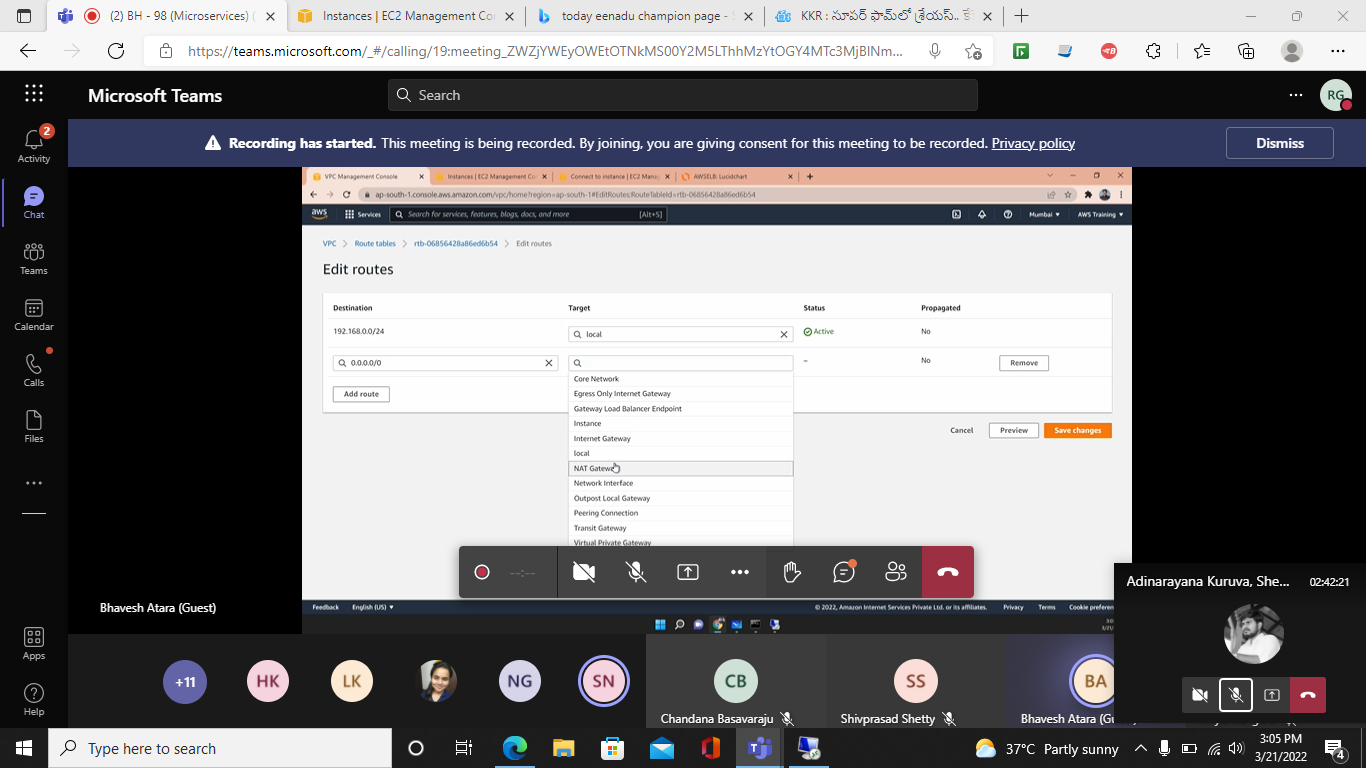 (2) BH - 98 (Microservices)
Instances | EC2 Management Co
today eenadu champion page -
KKR : సూపర్ ఫామ్‌లో శ్రేయస్..
https://teams.microsoft.com/_#/calling/19:meeting_ZWZjYWEyOWEtOTNkMS00Y2M5LThhMzYtOGY4MTc3MjBlNm...
Microsoft Teams
Search
RG
2
Activity
Recording has started. This meeting is being recorded. By joining, you are giving consent for this meeting to be recorded. Privacy policy
Dismiss
Chat
Teams
Calendar
Calls
Files
Apps
Help
VPC Management Console
Instances | EC2 Management Co
Connect to instance | EC2 Manag
AWSELB: Lucidchart
ap-south-1.console.aws.amazon.com/vpc/home?region=ap-south-1#EditRoutes:RouteTableId=rtb-06856428a86ed6b54
aws
Services
Search for services, features, blogs, docs, and more
[Alt+S]
Mumbai
AWS Training
VPC > Route tables > rtb-06856428a86ed6b54 > Edit routes
Edit routes
Destination Target Status Propagated
192.168.0.0/24 local Active No
0.0.0.0/0 – No Remove
Core Network
Egress Only Internet Gateway
Add route
Gateway Load Balancer Endpoint
Instance
Cancel Preview Save changes
Internet Gateway
local
NAT Gateway
Network Interface
Outpost Local Gateway
Peering Connection
Transit Gateway
Virtual Private Gateway
--:--
Feedback English (US)
© 2022, Amazon Internet Services Private Ltd. or its affiliates. Privacy Terms Cookie preferen
Bhavesh Atara (Guest)
Adinarayana Kuruva, She... 02:42:21
+11
HK
LK
NG
SN
CB
SS
BA
Chandana Basavaraju
Shivprasad Shetty
Bhavesh Atara (Gu
Type here to search
37°C Partly sunny
3:05 PM
3/21/2022
4